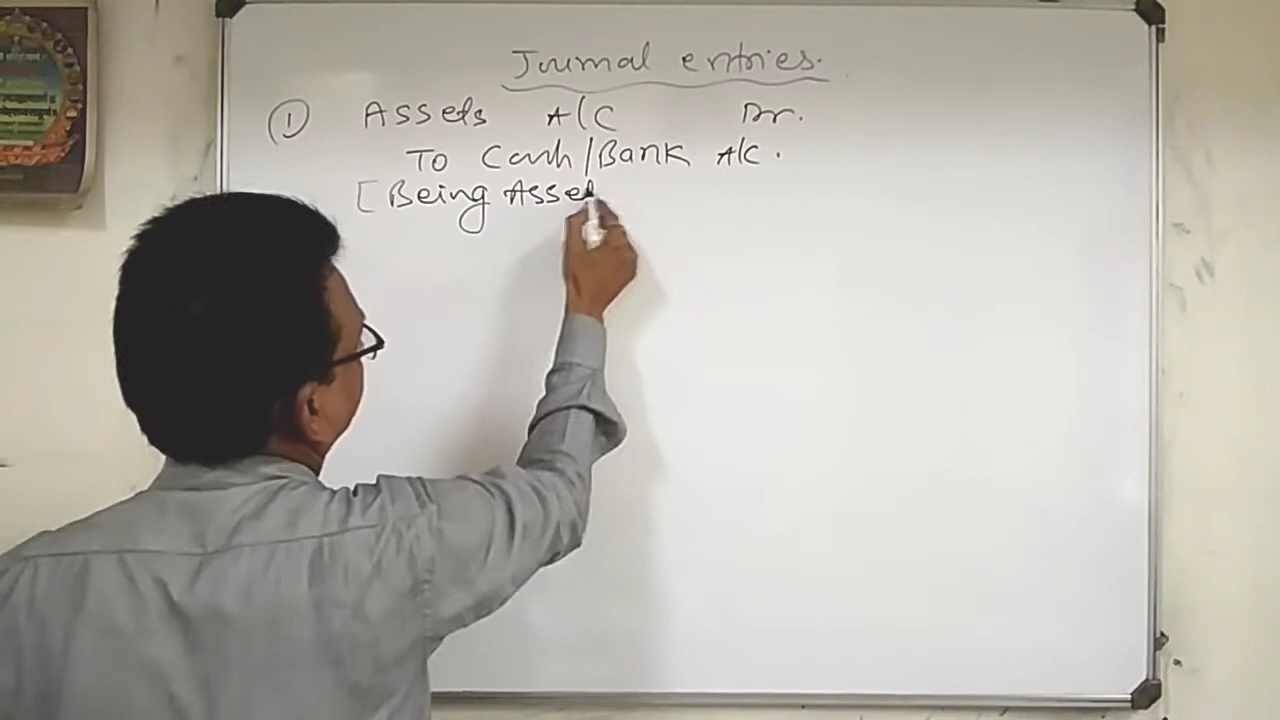 Journal entries.
① Assets A/C Dr.
To Cash/Bank A/C.
[Being Asset